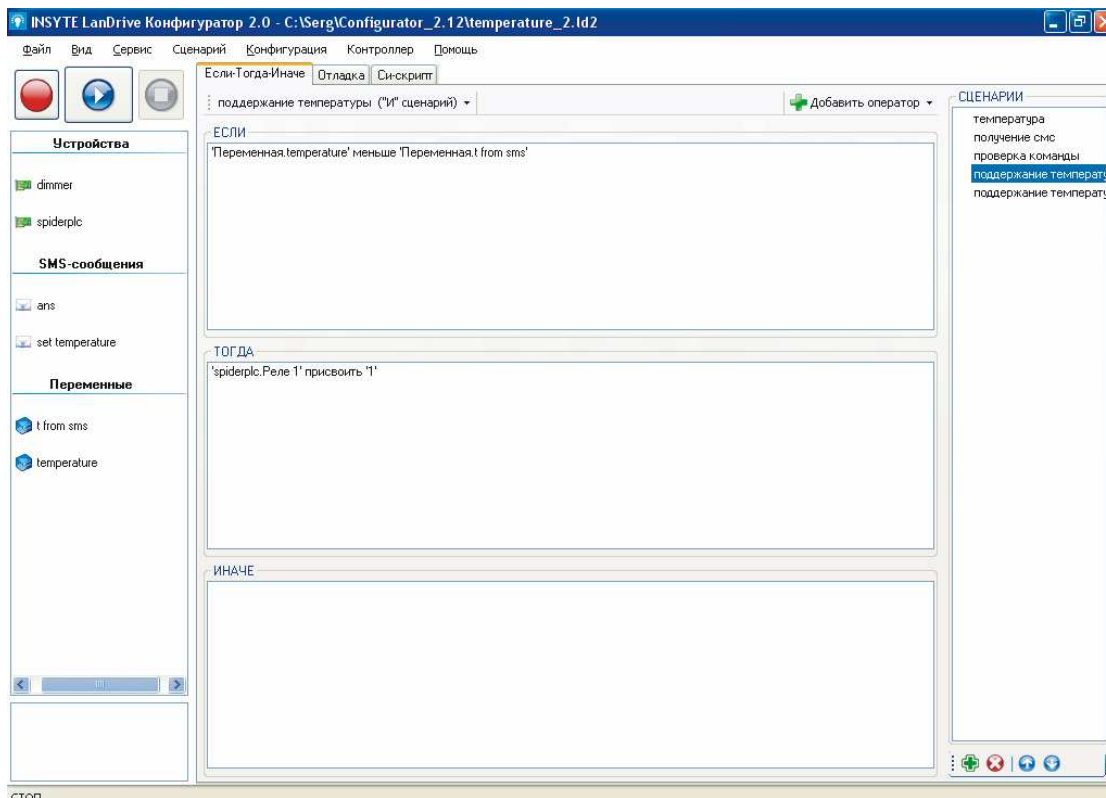 INSYTE LanDrive Конфигуратор 2.0 - C:\Serg\Configurator_2.12\temperature_2.ld2
Файл Вид Сервис Сценарий Конфигурация Контроллер Помощь
Если-Тогда-Иначе Отладка Си-скрипт
поддержание температуры ("И" сценарий)
Добавить оператор
Устройства
dimmer
spiderplc
SMS-сообщения
ans
set temperature
Переменные
t from sms
temperature
ЕСЛИ
'Переменная.temperature' меньше 'Переменная.t from sms'
ТОГДА
'spiderplc.Реле 1' присвоить '1'
ИНАЧЕ
СЦЕНАРИИ
температура
получение смс
проверка команды
поддержание температу
поддержание температу
СТОП